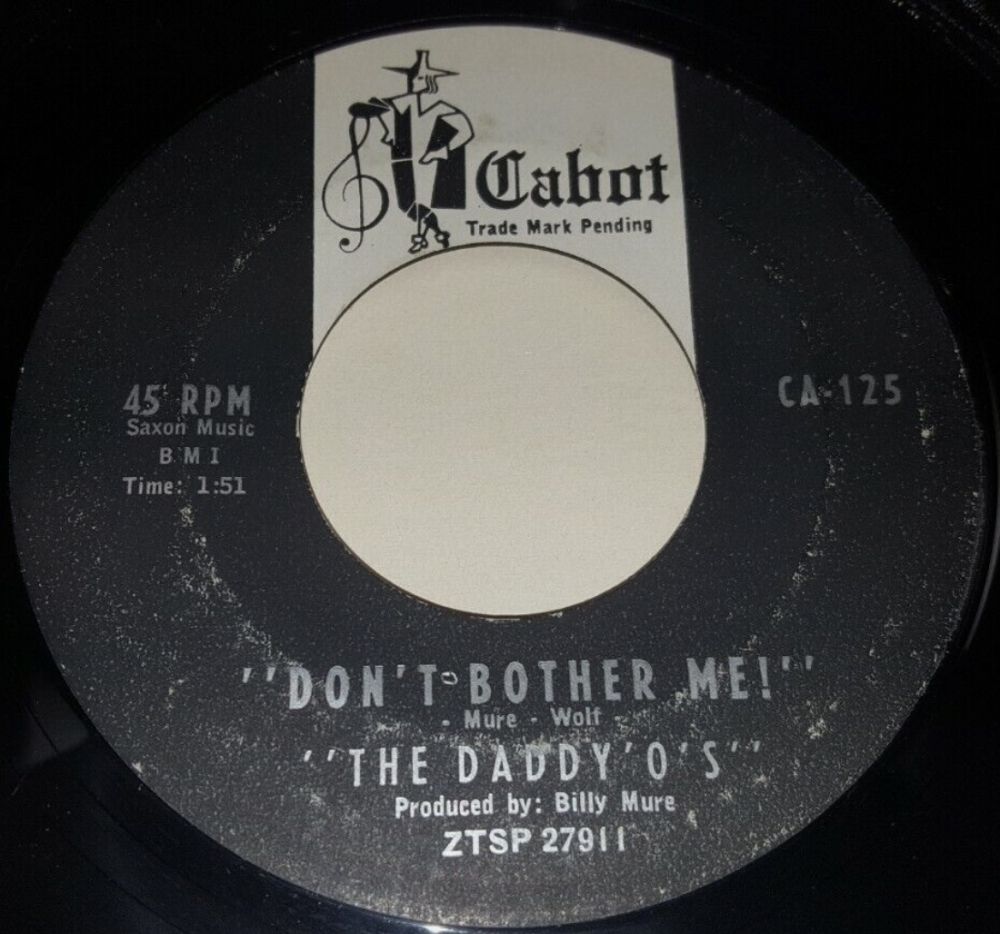 Cabot
Trade Mark Pending
45 RPM
Saxon Music
BMI
Time: 1:51
CA-125
''DON'T BOTHER ME!''
- Mure - Wolf -
''THE DADDY'O'S''
Produced by: Billy Mure
ZTSP 27911